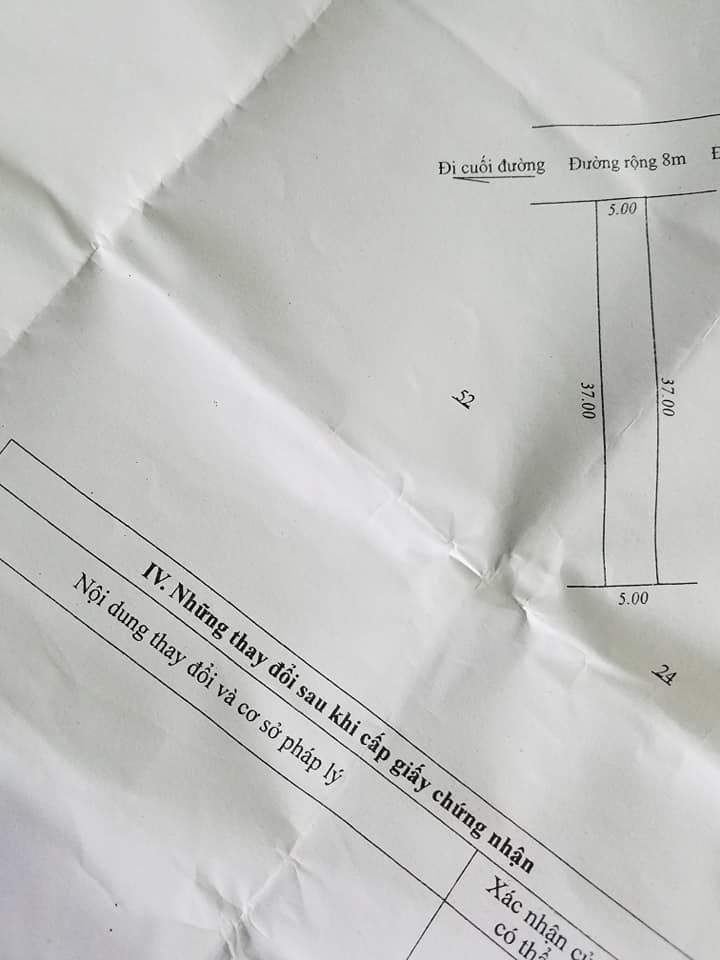 Đi cuối đường Đường rộng 8m
5.00
37.00 37.00
52
5.00
24
IV. Những thay đổi sau khi cấp giấy chứng nhận
Nội dung thay đổi và cơ sở pháp lý
Xác nhận
có